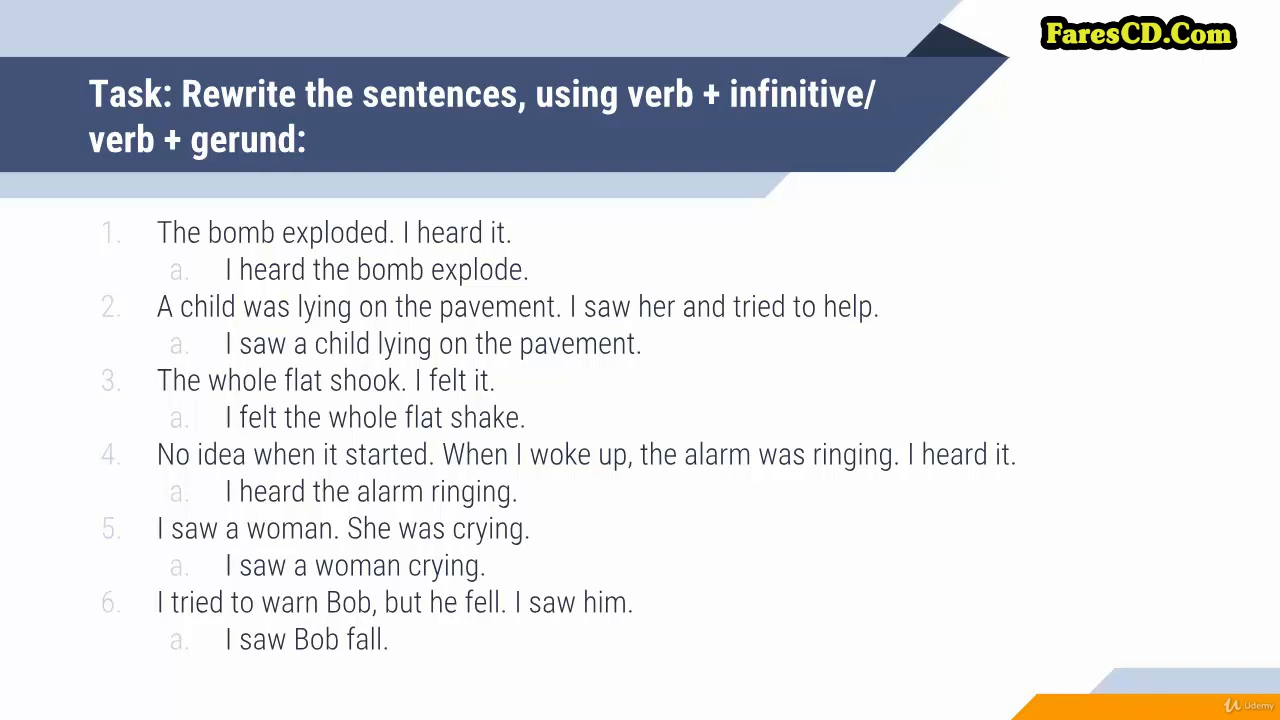 FaresCD.Com
Task: Rewrite the sentences, using verb + infinitive/
verb + gerund:
1. The bomb exploded. I heard it.
a. I heard the bomb explode.
2. A child was lying on the pavement. I saw her and tried to help.
a. I saw a child lying on the pavement.
3. The whole flat shook. I felt it.
a. I felt the whole flat shake.
4. No idea when it started. When I woke up, the alarm was ringing. I heard it.
a. I heard the alarm ringing.
5. I saw a woman. She was crying.
a. I saw a woman crying.
6. I tried to warn Bob, but he fell. I saw him.
a. I saw Bob fall.
Udemy